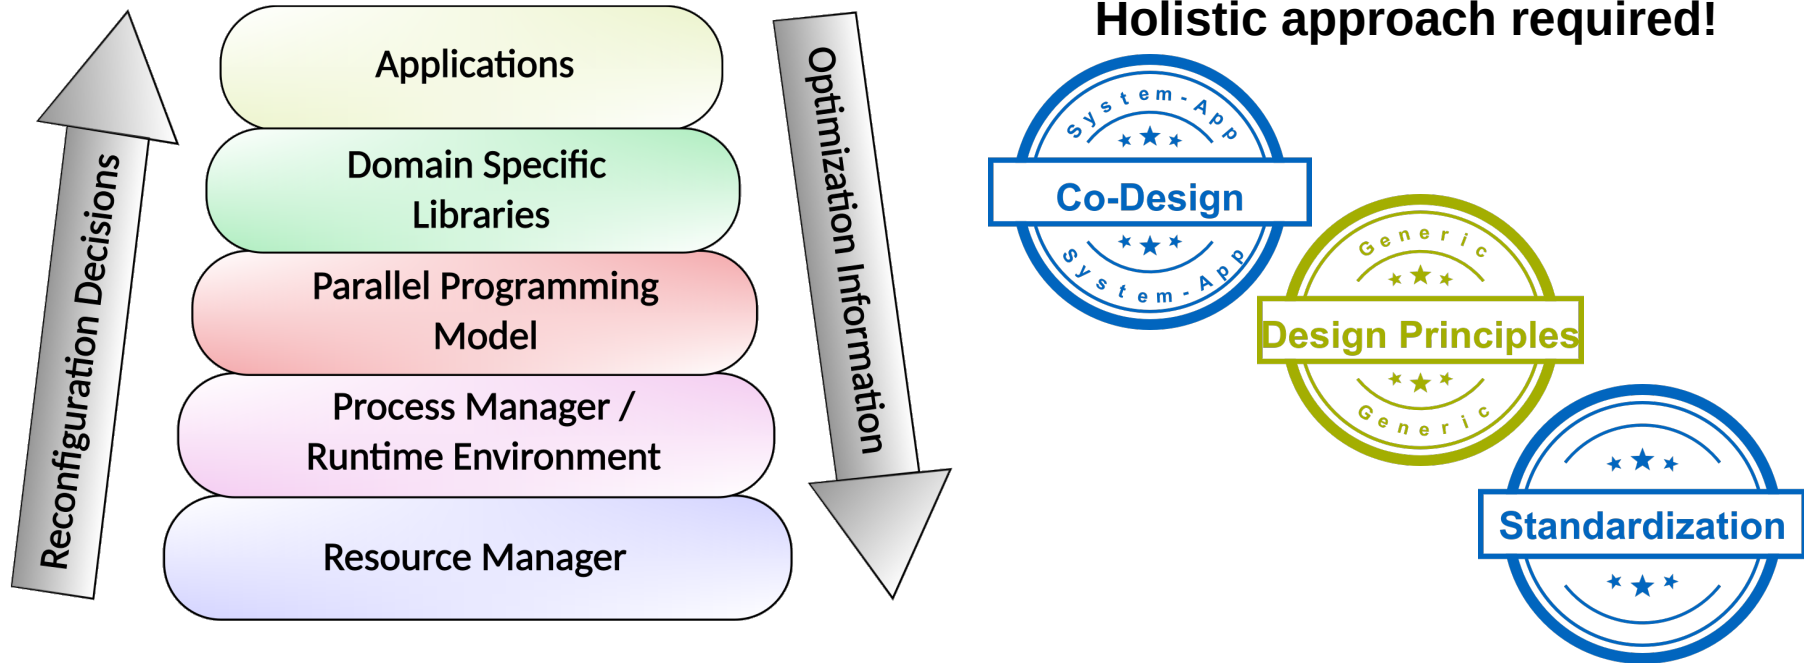 Holistic approach required!
Reconfiguration Decisions
Applications
Domain Specific
Libraries
Parallel Programming
Model
Process Manager /
Runtime Environment
Resource Manager
Optimization Information
System-App
Co-Design
System-App
Generic
Design Principles
Generic
Standardization